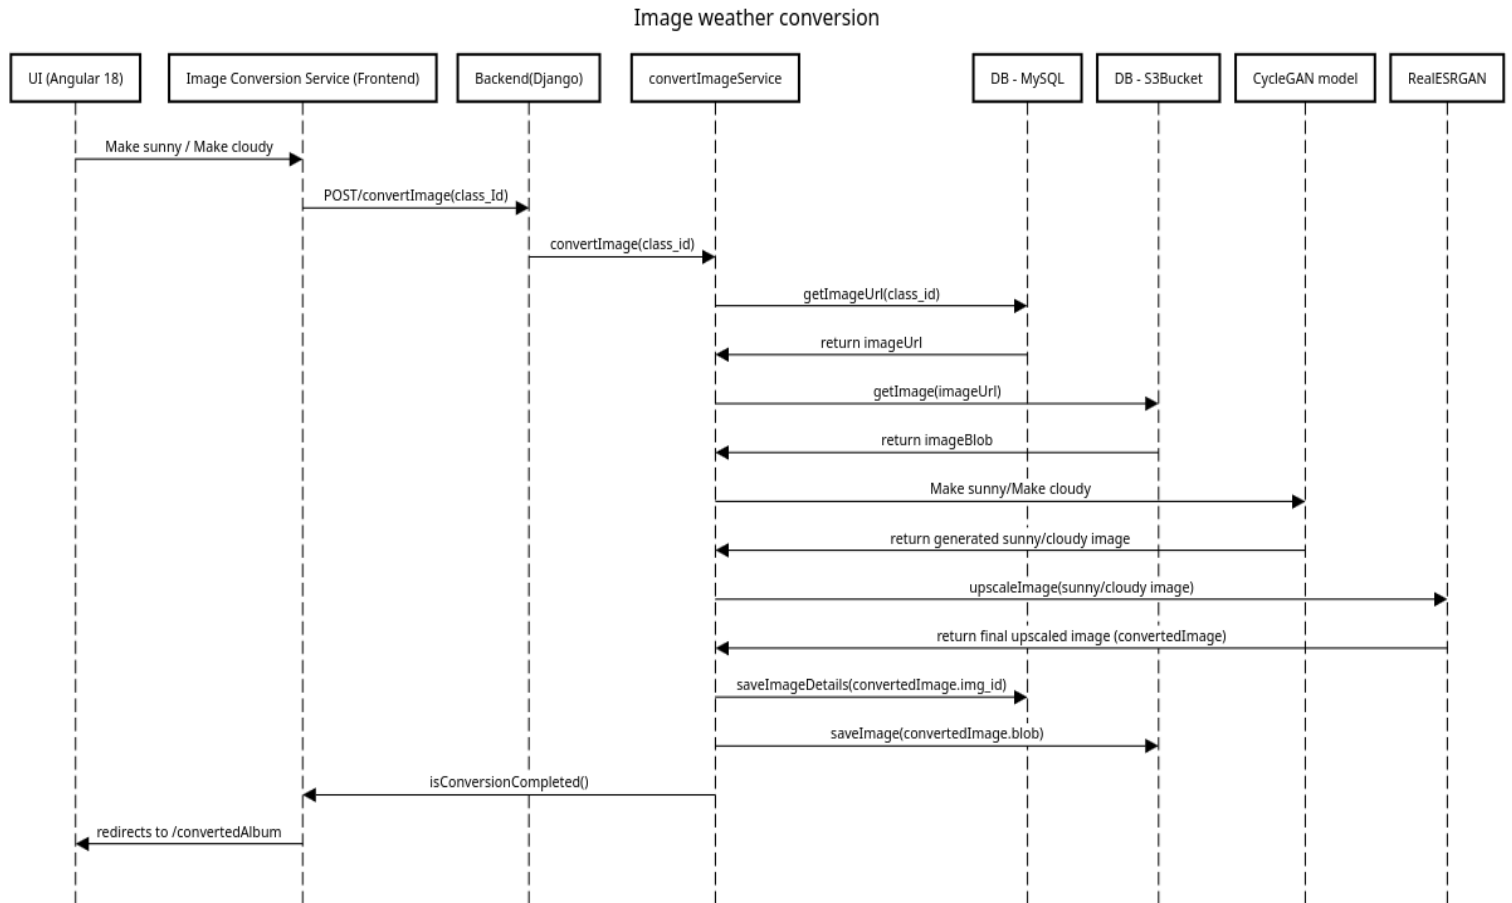 Image weather conversion
UI (Angular 18)
Image Conversion Service (Frontend)
Backend(Django)
convertImageService
DB - MySQL
DB - S3Bucket
CycleGAN model
RealESRGAN
Make sunny / Make cloudy
POST/convertImage(class_Id)
convertImage(class_id)
getImageUrl(class_id)
return imageUrl
getImage(imageUrl)
return imageBlob
Make sunny/Make cloudy
return generated sunny/cloudy image
upscaleImage(sunny/cloudy image)
return final upscaled image (convertedImage)
saveImageDetails(convertedImage.img_id)
saveImage(convertedImage.blob)
isConversionCompleted()
redirects to /convertedAlbum